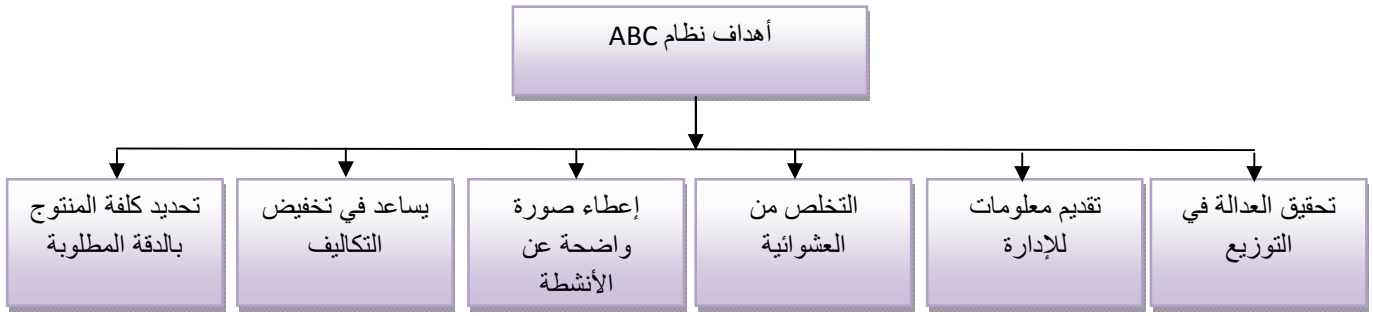 أهداف نظام ABC
تحقيق العدالة في
التوزيع
تقديم معلومات
للإدارة
التخلص من
العشوائية
إعطاء صورة
واضحة عن
الأنشطة
يساعد في تخفيض
التكاليف
تحديد كلفة المنتوج
بالدقة المطلوبة